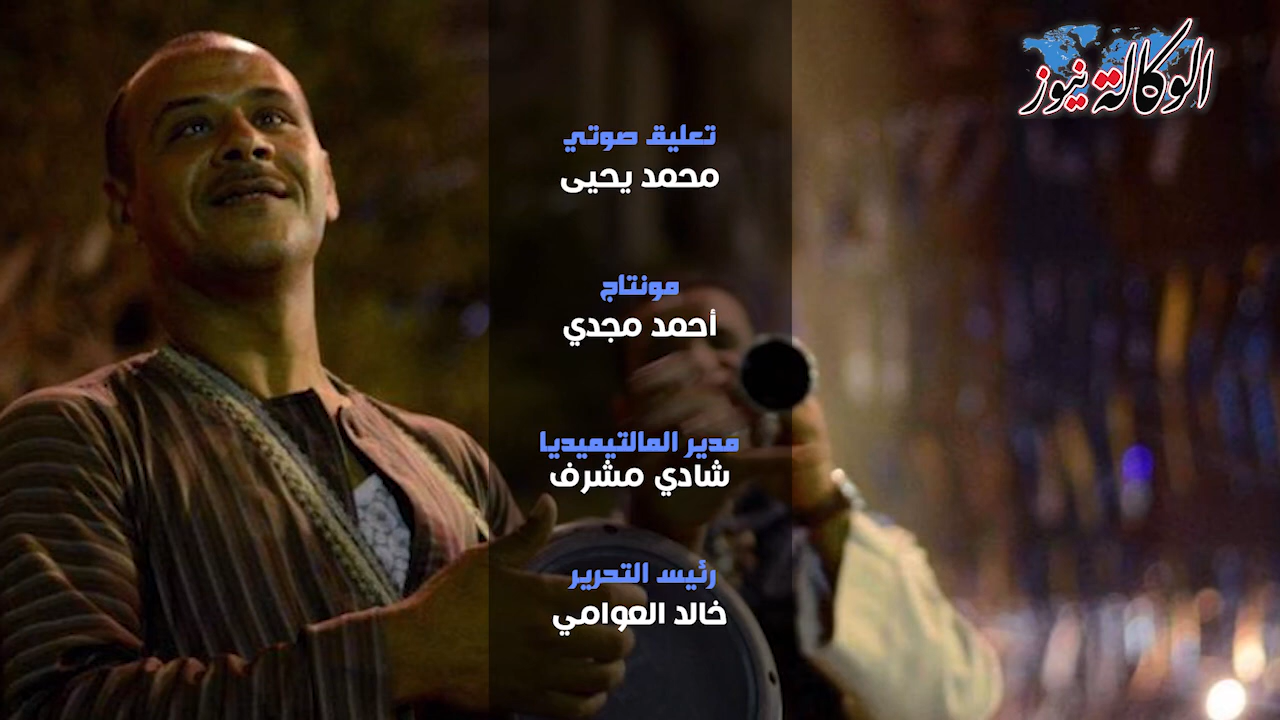 الوكالة نيوز
تعليق صوتي
محمد يحيى
مونتاج
أحمد مجدي
مدير المالتيميديا
شادي مشرف
رئيس التحرير
خالد العوامي